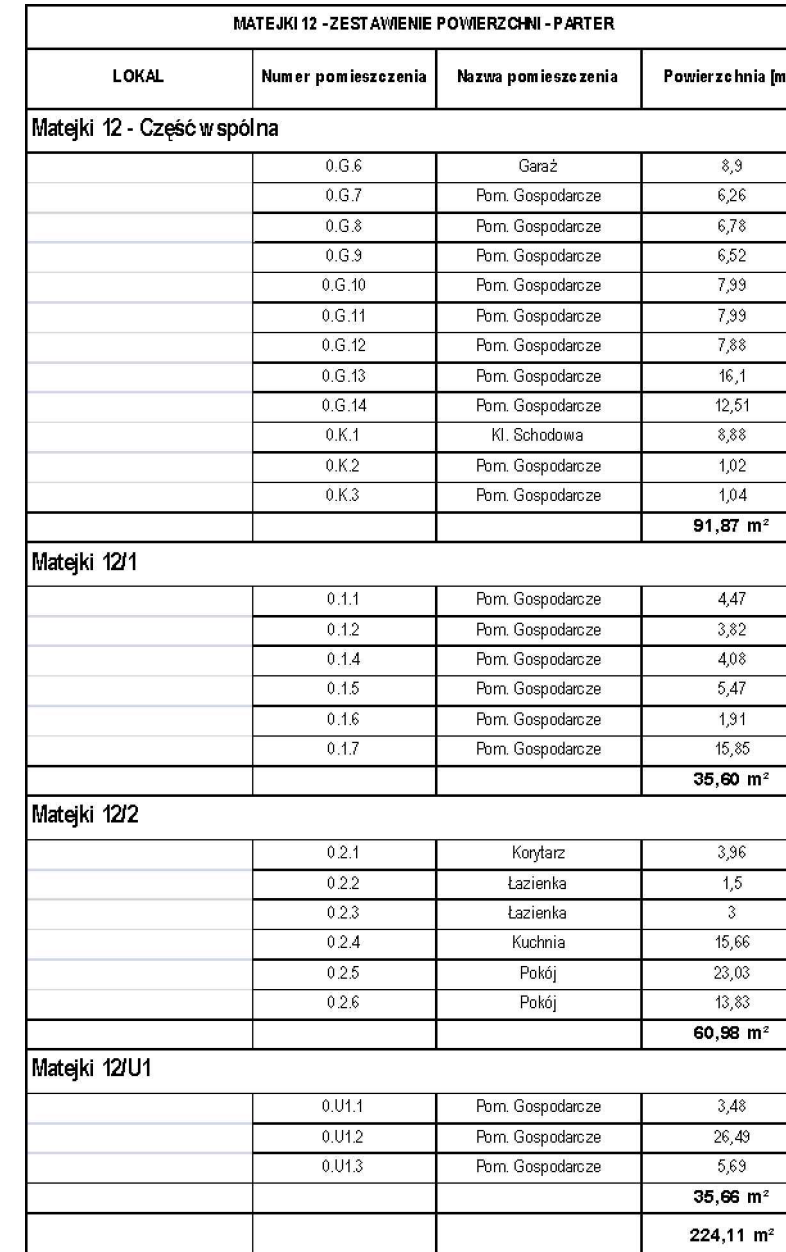 MATEJKI 12 - ZESTAWIENIE POWIERZCHNI - PARTER
LOKAL Numer pomieszczenia Nazwa pomieszczenia Powierzchnia [m
Matejki 12 - Część wspólna
0.G.6 Garaż 8,9
0.G.7 Pom. Gospodarcze 6,26
0.G.8 Pom. Gospodarcze 6,78
0.G.9 Pom. Gospodarcze 6,52
0.G.10 Pom. Gospodarcze 7,99
0.G.11 Pom. Gospodarcze 7,99
0.G.12 Pom. Gospodarcze 7,88
0.G.13 Pom. Gospodarcze 16,1
0.G.14 Pom. Gospodarcze 12,51
0.K.1 Kl. Schodowa 8,88
0.K.2 Pom. Gospodarcze 1,02
0.K.3 Pom. Gospodarcze 1,04
91,87 m²
Matejki 12/1
0.1.1 Pom. Gospodarcze 4,47
0.1.2 Pom. Gospodarcze 3,82
0.1.4 Pom. Gospodarcze 4,08
0.1.5 Pom. Gospodarcze 5,47
0.1.6 Pom. Gospodarcze 1,91
0.1.7 Pom. Gospodarcze 15,85
35,60 m²
Matejki 12/2
0.2.1 Korytarz 3,96
0.2.2 Łazienka 1,5
0.2.3 Łazienka 3
0.2.4 Kuchnia 15,66
0.2.5 Pokój 23,03
0.2.6 Pokój 13,83
60,98 m²
Matejki 12/U1
0.U1.1 Pom. Gospodarcze 3,48
0.U1.2 Pom. Gospodarcze 26,49
0.U1.3 Pom. Gospodarcze 5,69
35,66 m²
224,11 m²